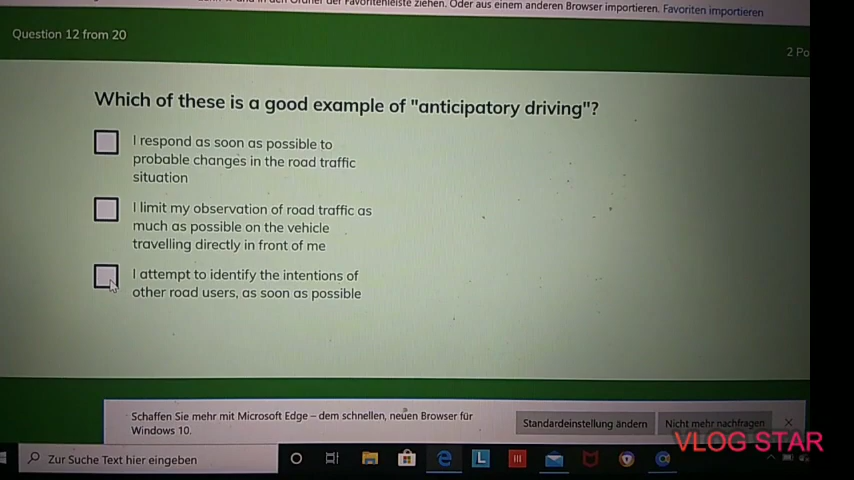 der Favoritenleiste ziehen. Oder aus einem anderen Browser importieren. Favoriten importieren
Question 12 from 20
2 Po
Which of these is a good example of "anticipatory driving"?
I respond as soon as possible to
probable changes in the road traffic
situation
I limit my observation of road traffic as
much as possible on the vehicle
travelling directly in front of me
I attempt to identify the intentions of
other road users, as soon as possible
Schaffen Sie mehr mit Microsoft Edge – dem schnellen, neuen Browser für
Windows 10.
Standardeinstellung ändern
Nicht mehr nachfragen
VLOG STAR
Zur Suche Text hier eingeben